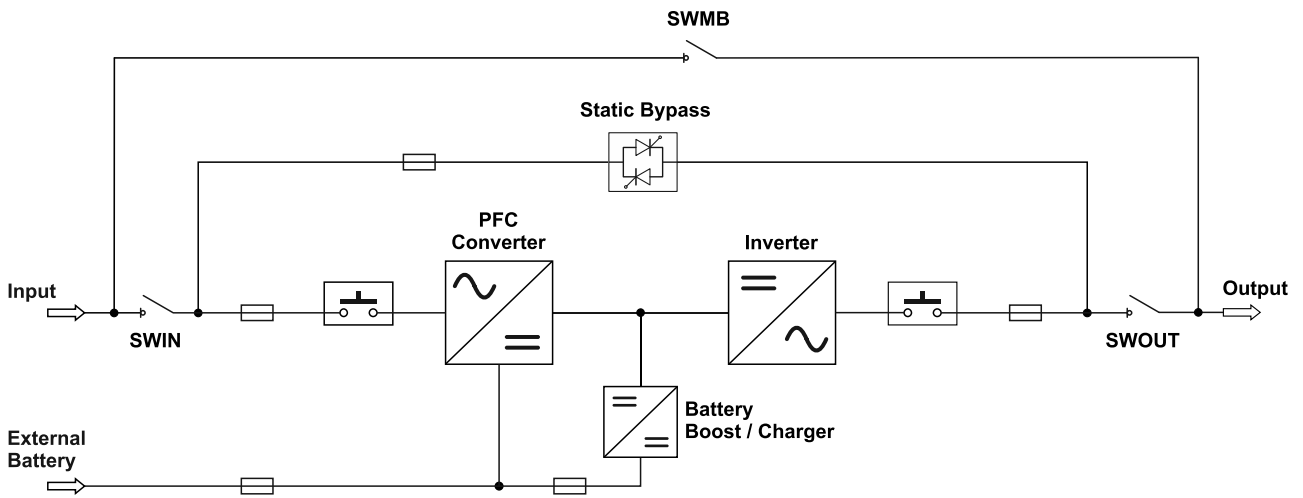 SWMB
Static Bypass
PFC
Converter
Inverter
Input
Output
SWIN
SWOUT
Battery
Boost / Charger
External
Battery